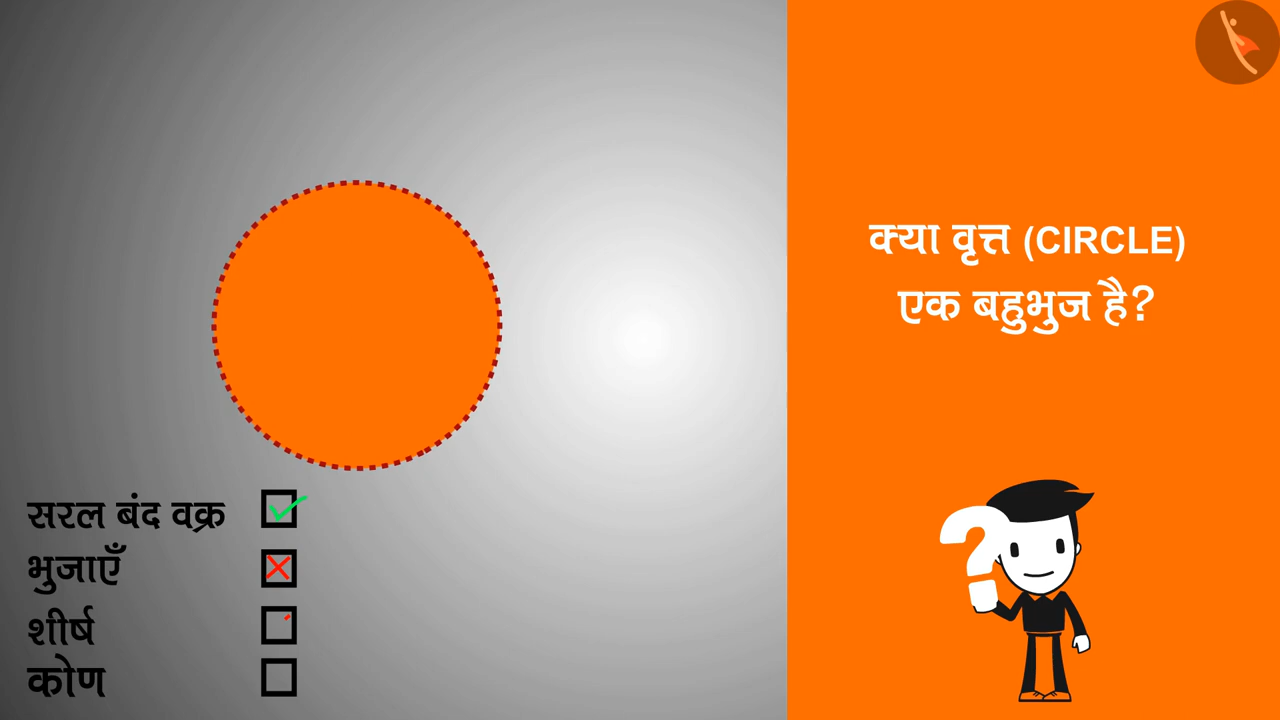 क्या वृत्त (CIRCLE)
एक बहुभुज है?
सरल बंद वक्र
भुजाएँ
शीर्ष
कोण